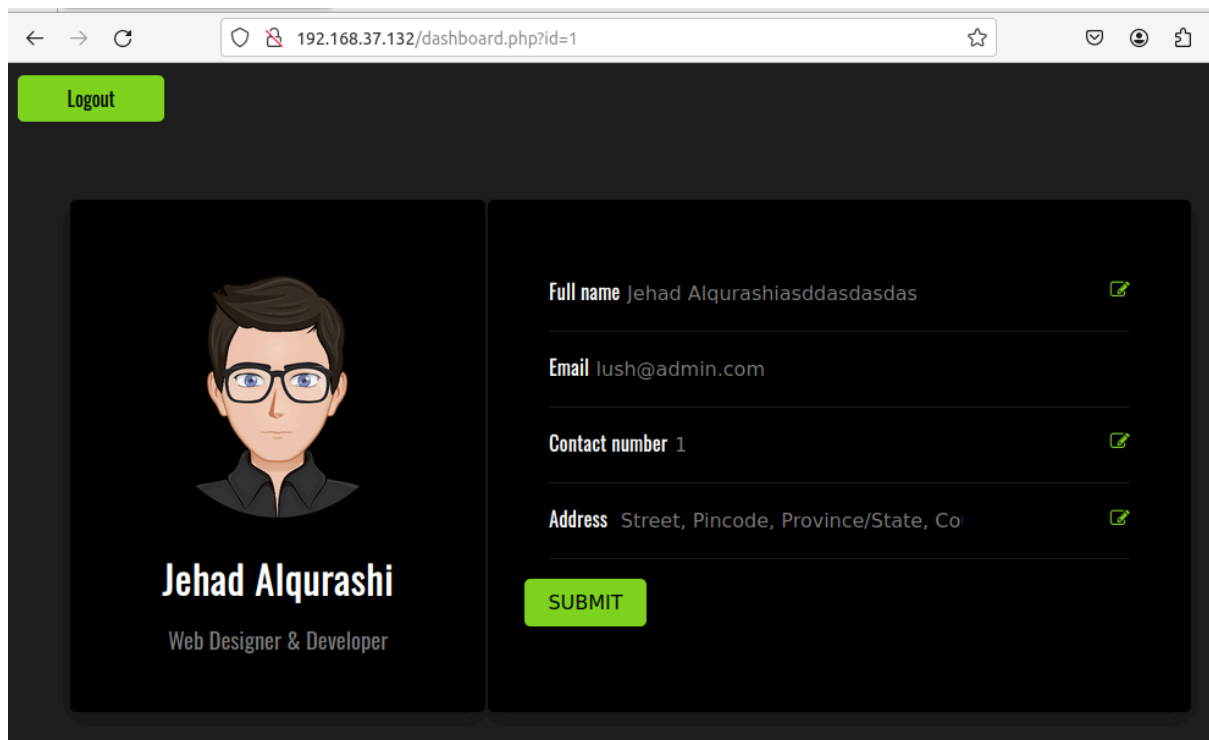 192.168.37.132/dashboard.php?id=1
Logout
Full name Jehad Alqurashiasddasdasdas
Email lush@admin.com
Contact number 1
Address Street, Pincode, Province/State, Co
SUBMIT
Jehad Alqurashi
Web Designer & Developer